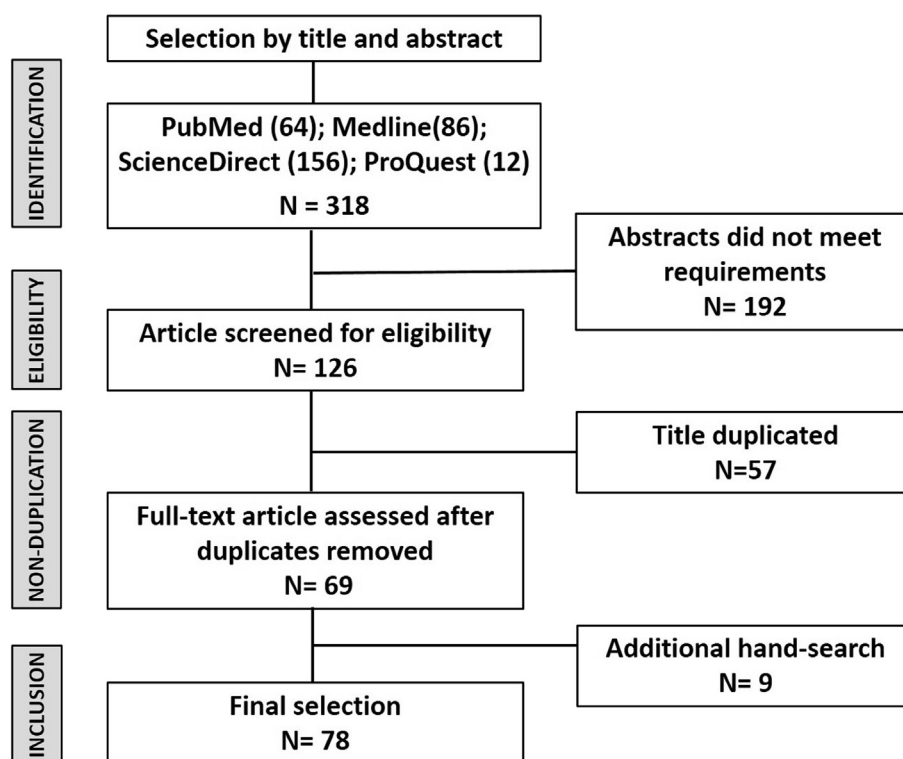 Selection by title and abstract
IDENTIFICATION
PubMed (64); Medline(86);
ScienceDirect (156); ProQuest (12)
N = 318
Abstracts did not meet
requirements
N= 192
ELIGIBILITY
Article screened for eligibility
N= 126
Title duplicated
N=57
NON-DUPLICATION
Full-text article assessed after
duplicates removed
N= 69
Additional hand-search
N= 9
INCLUSION
Final selection
N= 78